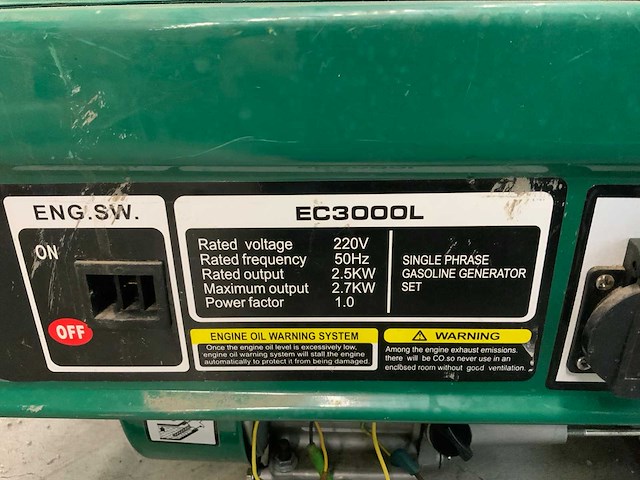 ENG.SW.
ON
OFF
EC3000L
Rated voltage 220V
Rated frequency 50Hz
Rated output 2.5KW
Maximum output 2.7KW
Power factor 1.0
SINGLE PHRASE
GASOLINE GENERATOR
SET
ENGINE OIL WARNING SYSTEM
Once the engine oil level is excessively low,
engine oil warning system will stall the engine
automatically to protect it from being damaged.
WARNING
Among the engine exhaust emissions.
there will be CO.so never use in an
enclosed room without good ventilation.